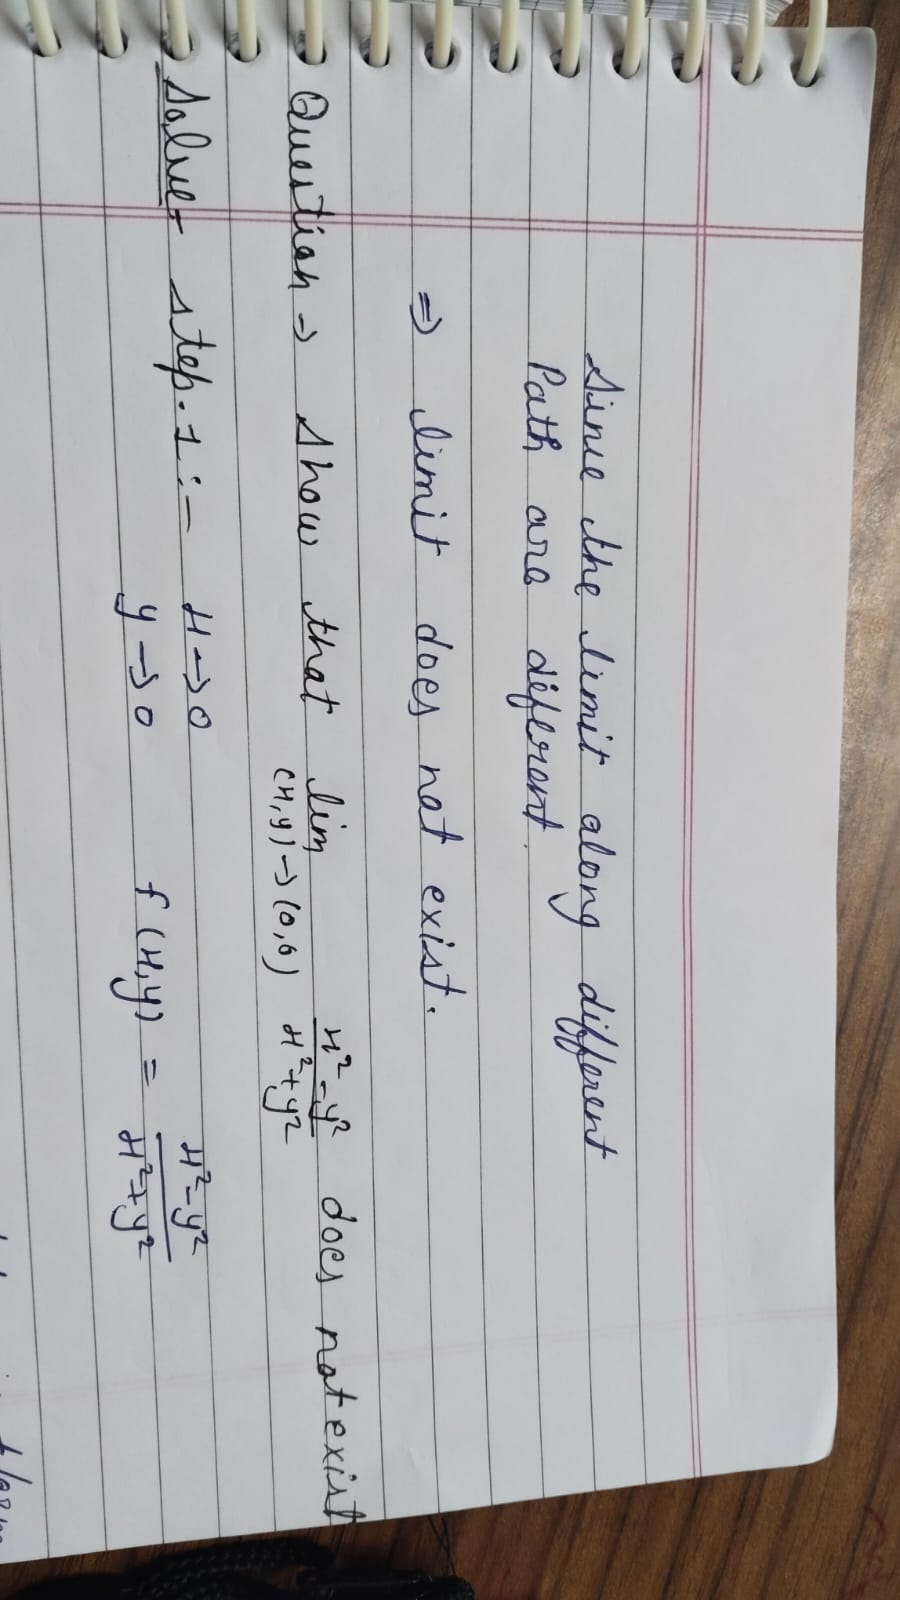 Since the limit along different
Path are different.
⇒ limit does not exist.
Question → Show that lim (x,y)→(0,0) x²-y²/x²+y² does not exist
Solve- Step.1 :- x→0 y→0 f(x,y) = x²-y²/x²+y²